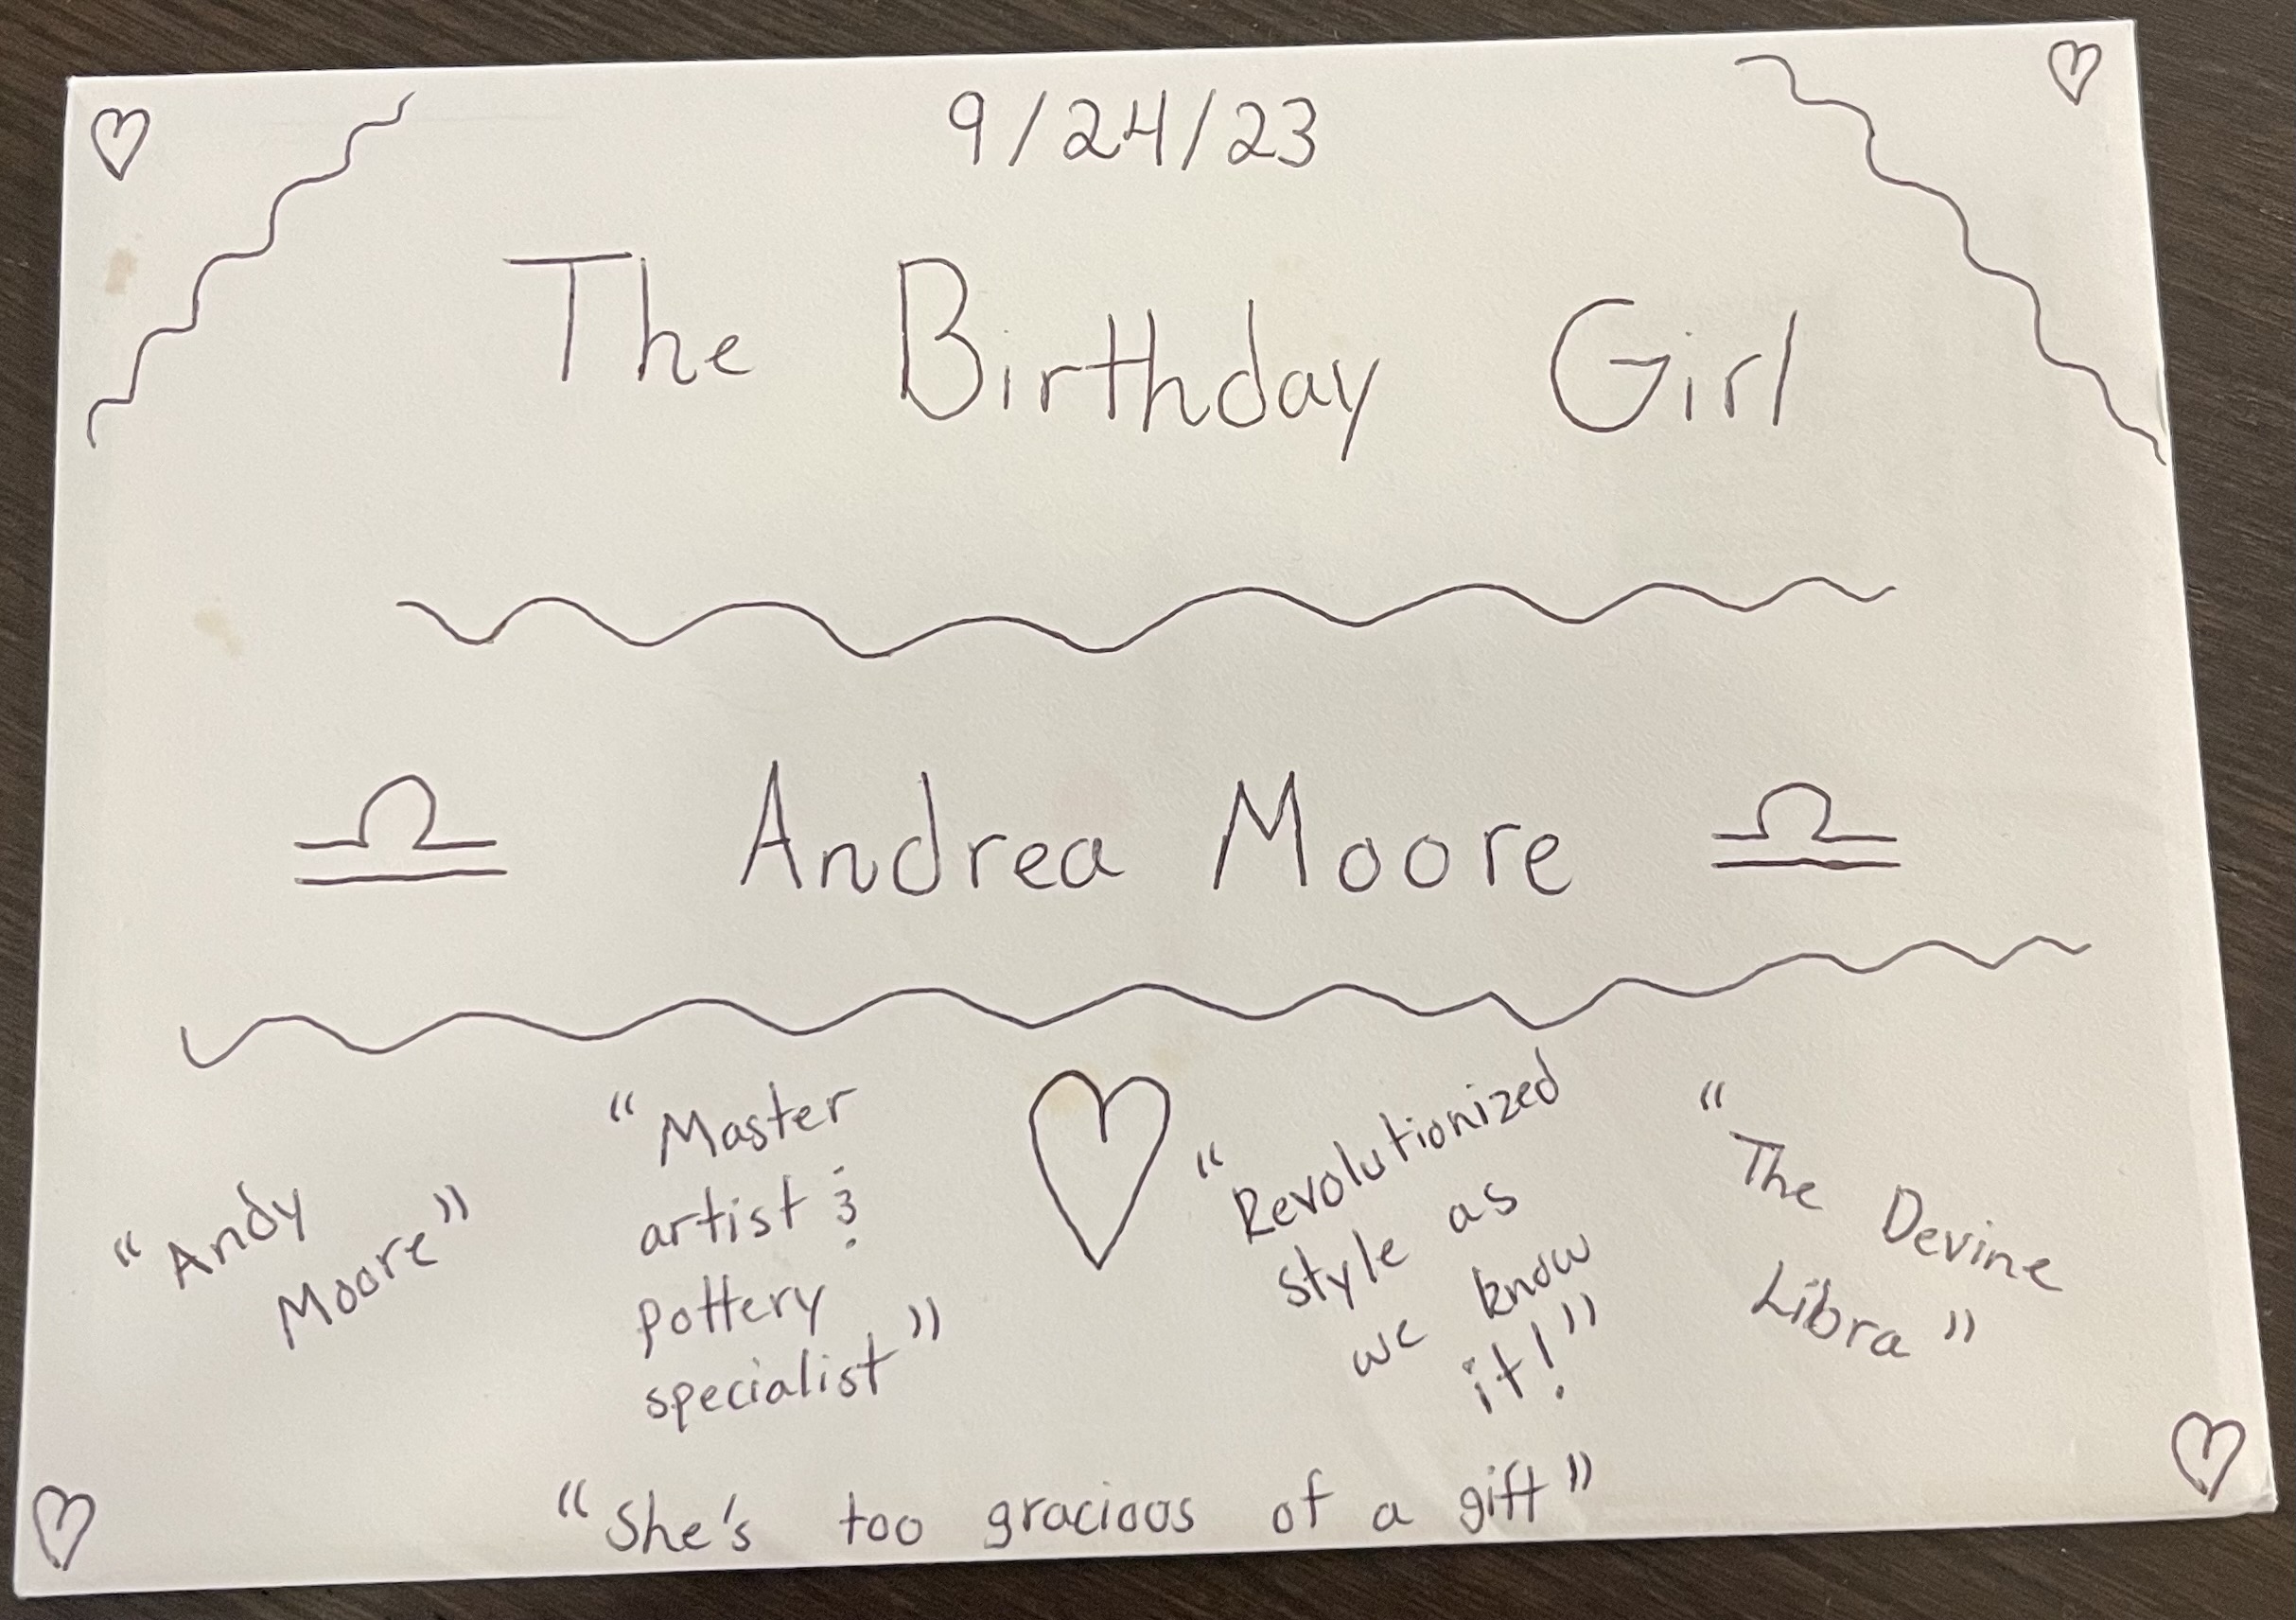 9/24/23
The Birthday Girl
♎ Andrea Moore ♎
"Andy
Moore"
"Master
artist &
pottery
specialist"
"Revolutionized
style as
we know
it!"
"The Devine
Libra"
"She's too gracious of a gift"